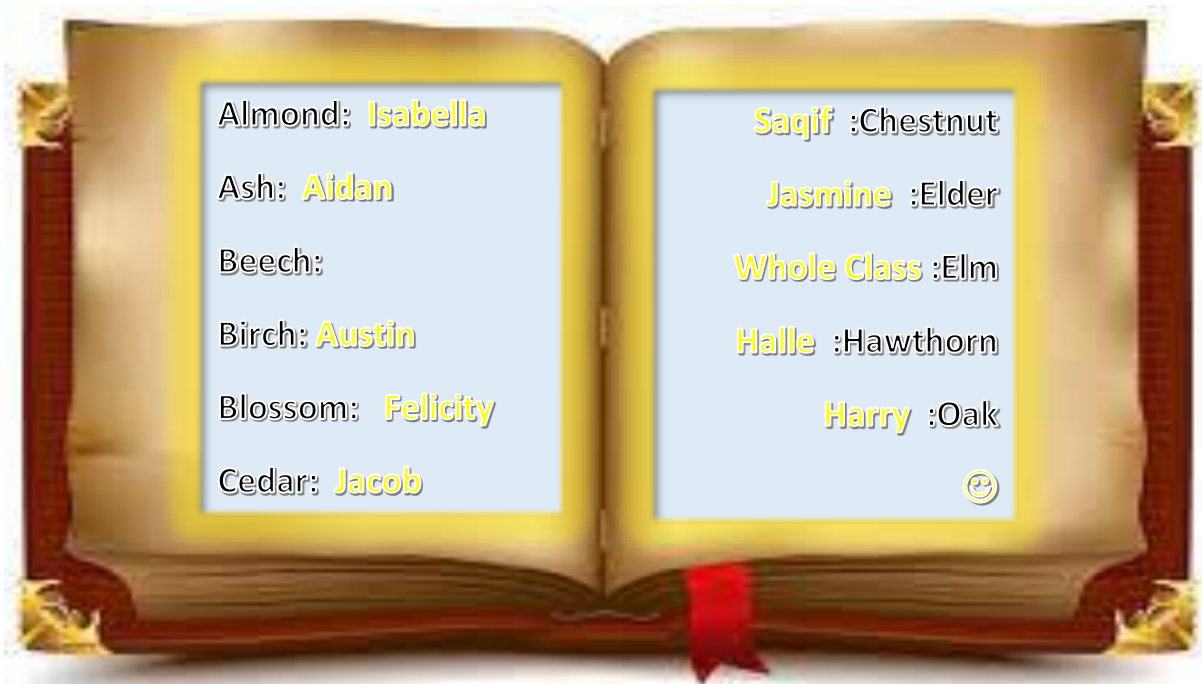 Almond: Isabella
Ash: Aidan
Beech:
Birch: Austin
Blossom: Felicity
Cedar: Jacob
Saqif :Chestnut
Jasmine :Elder
Whole Class :Elm
Halle :Hawthorn
Harry :Oak
☺